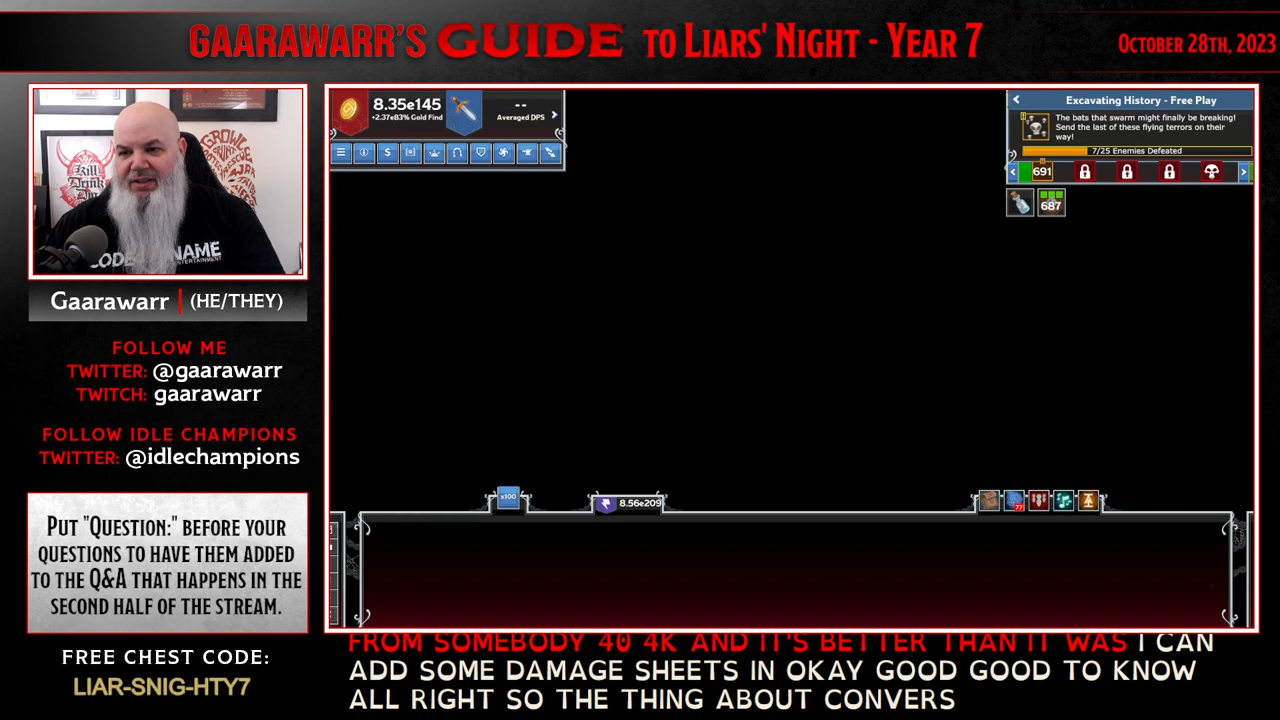 GAARAWARR'S GUIDE TO LIARS' NIGHT - YEAR 7
OCTOBER 28TH, 2023
8.35e145
+2.37e83% Gold Find
--
Averaged DPS
Excavating History - Free Play
The bats that swarm might finally be breaking!
Send the last of these flying terrors on their
way!
7/25 Enemies Defeated
691
687
Kill
Drink
CODE NAME
ENTERTAINMENT
Gaarawarr | (HE/THEY)
FOLLOW ME
TWITTER: @gaarawarr
TWITCH: gaarawarr
FOLLOW IDLE CHAMPIONS
TWITTER: @idlechampions
PUT "QUESTION:" BEFORE YOUR
QUESTIONS TO HAVE THEM ADDED
TO THE Q&A THAT HAPPENS IN THE
SECOND HALF OF THE STREAM.
FREE CHEST CODE:
LIAR-SNIG-HTY7
x100
8.56e209
77
FROM SOMEBODY 40 4K AND IT'S BETTER THAN IT WAS I CAN
ADD SOME DAMAGE SHEETS IN OKAY GOOD GOOD TO KNOW
ALL RIGHT SO THE THING ABOUT CONVERS